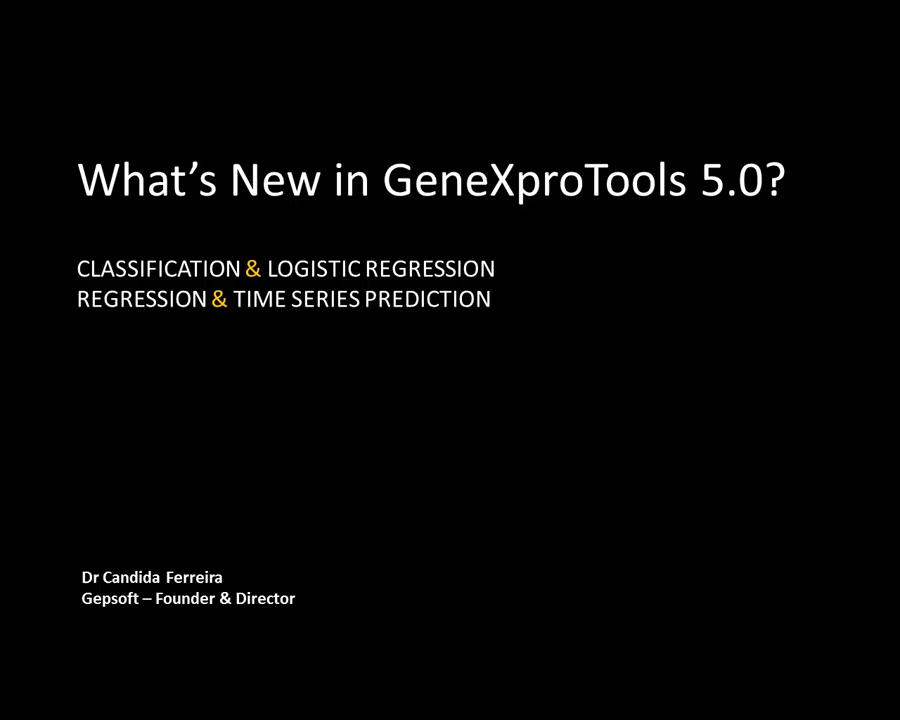 What’s New in GeneXproTools 5.0?
CLASSIFICATION & LOGISTIC REGRESSION
REGRESSION & TIME SERIES PREDICTION
Dr Candida Ferreira
Gepsoft – Founder & Director